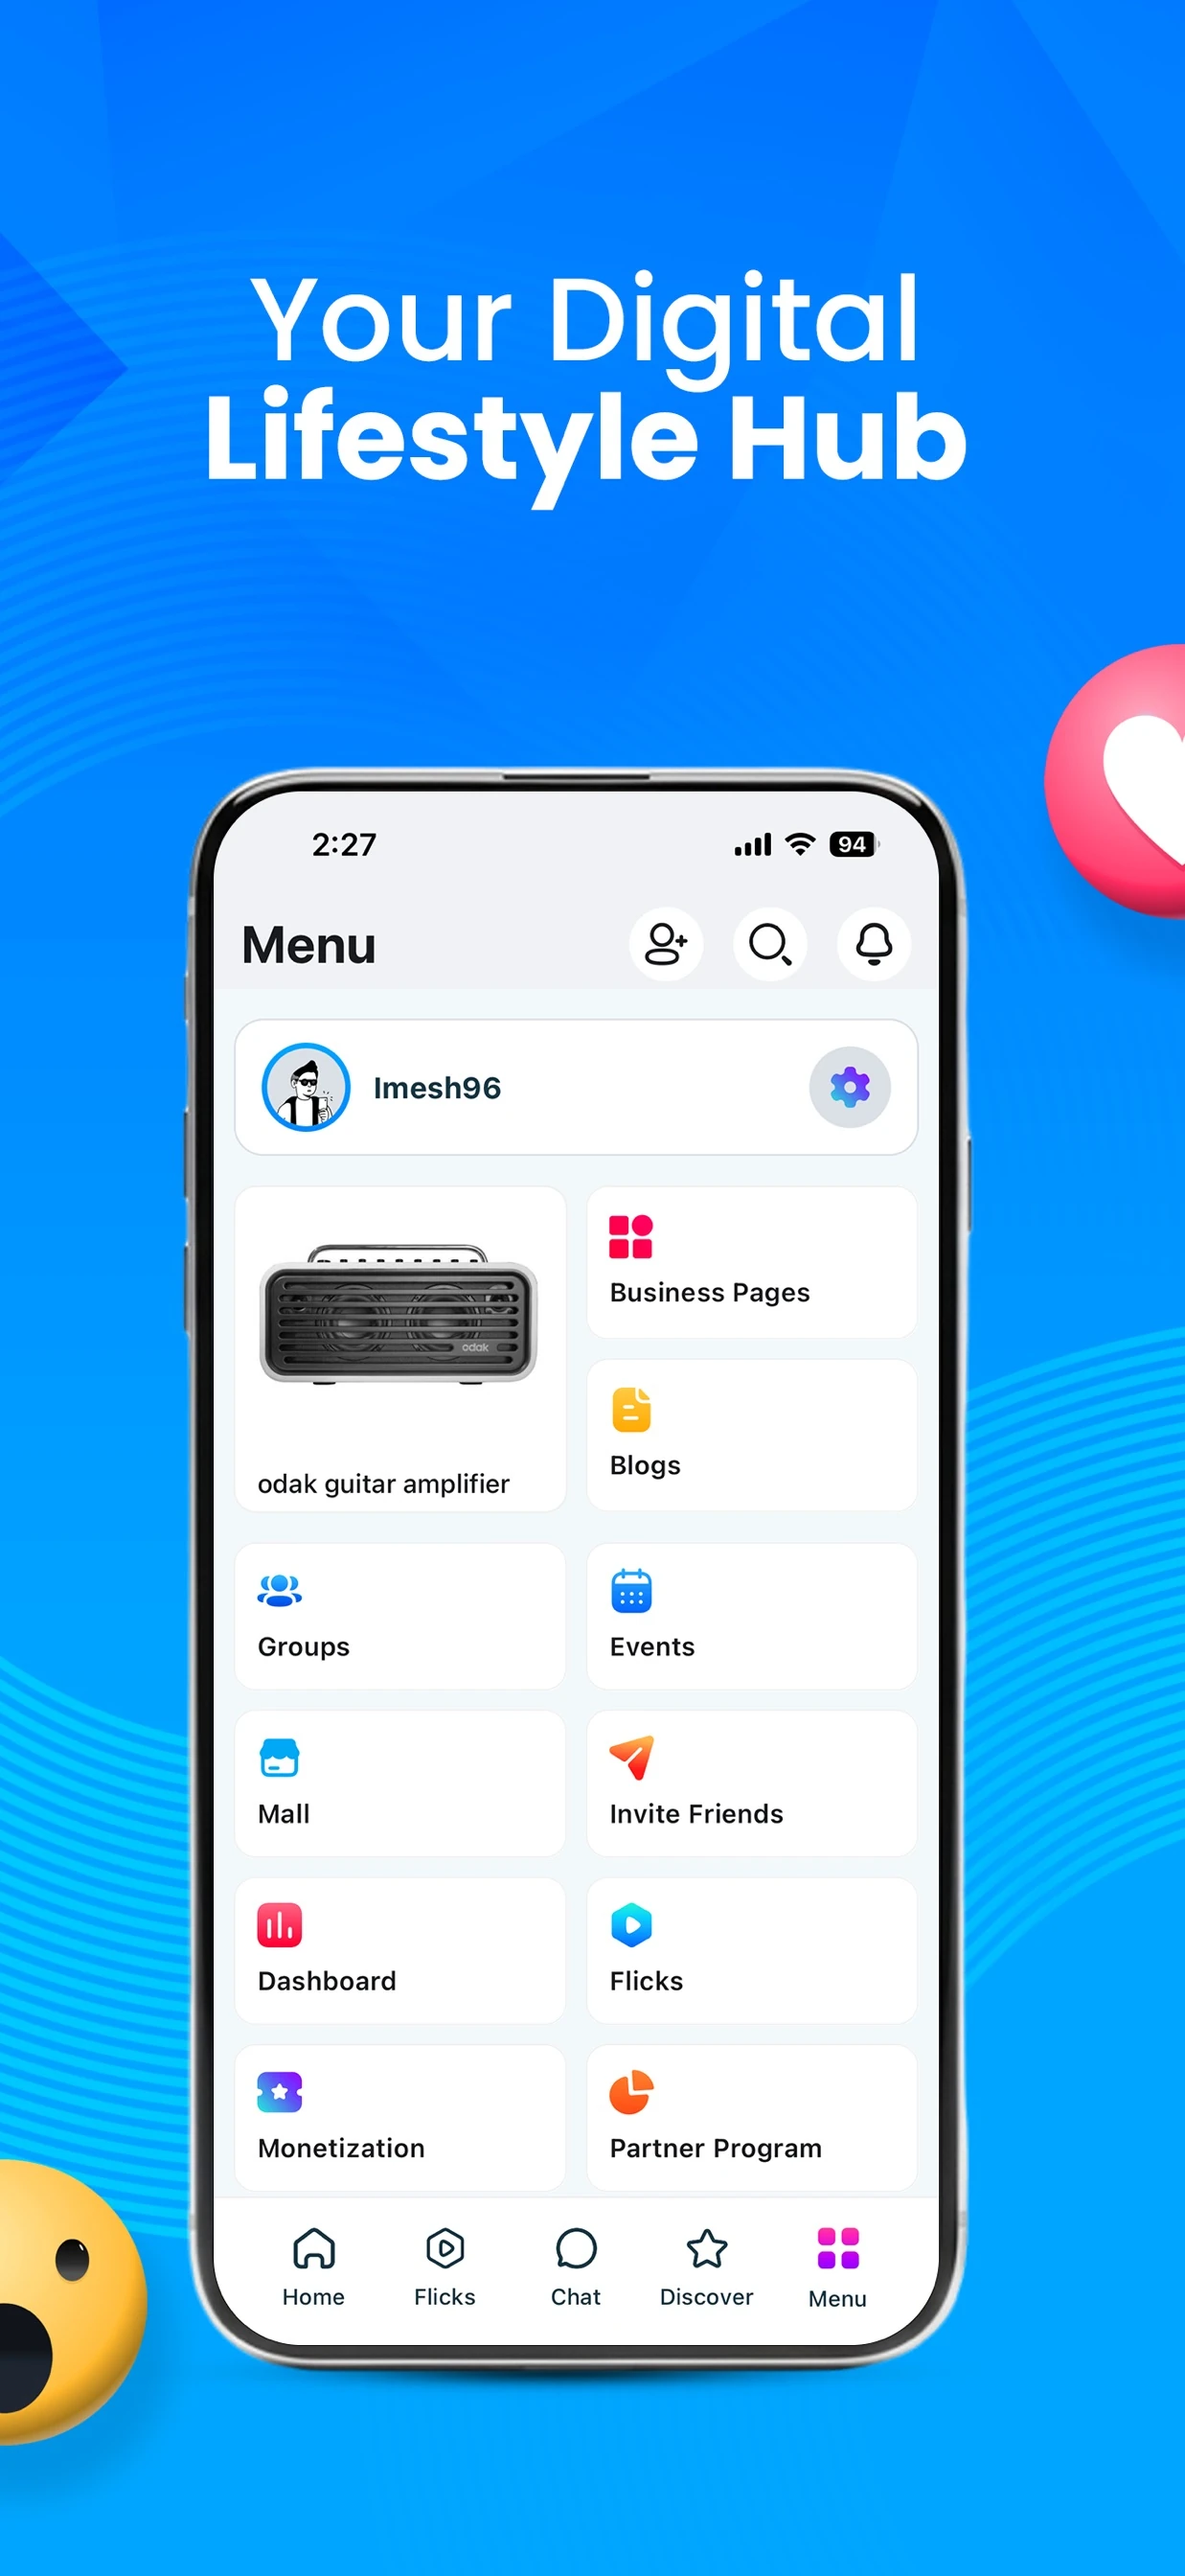 Your Digital
Lifestyle Hub
2:27
94
Menu
Imesh96
odak
odak guitar amplifier
Business Pages
Blogs
Groups
Events
Mall
Invite Friends
Dashboard
Flicks
Monetization
Partner Program
Home
Flicks
Chat
Discover
Menu